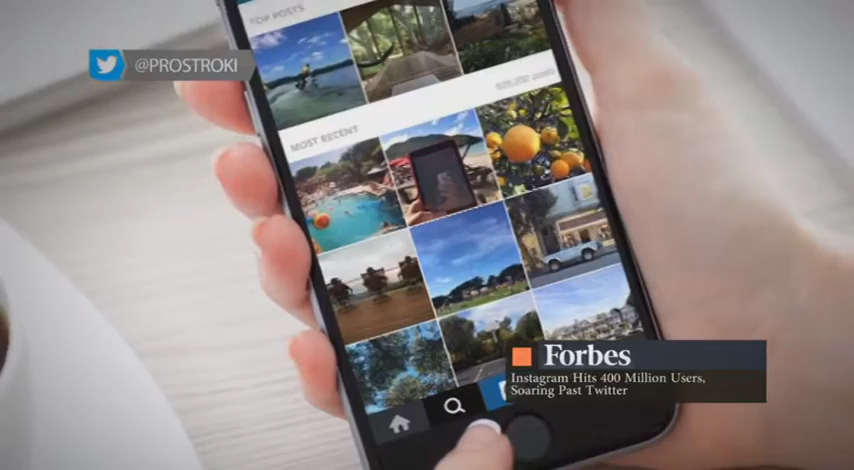 TOP POSTS
@PROSTROKI
MOST RECENT
Forbes
Instagram Hits 400 Million Users,
Soaring Past Twitter